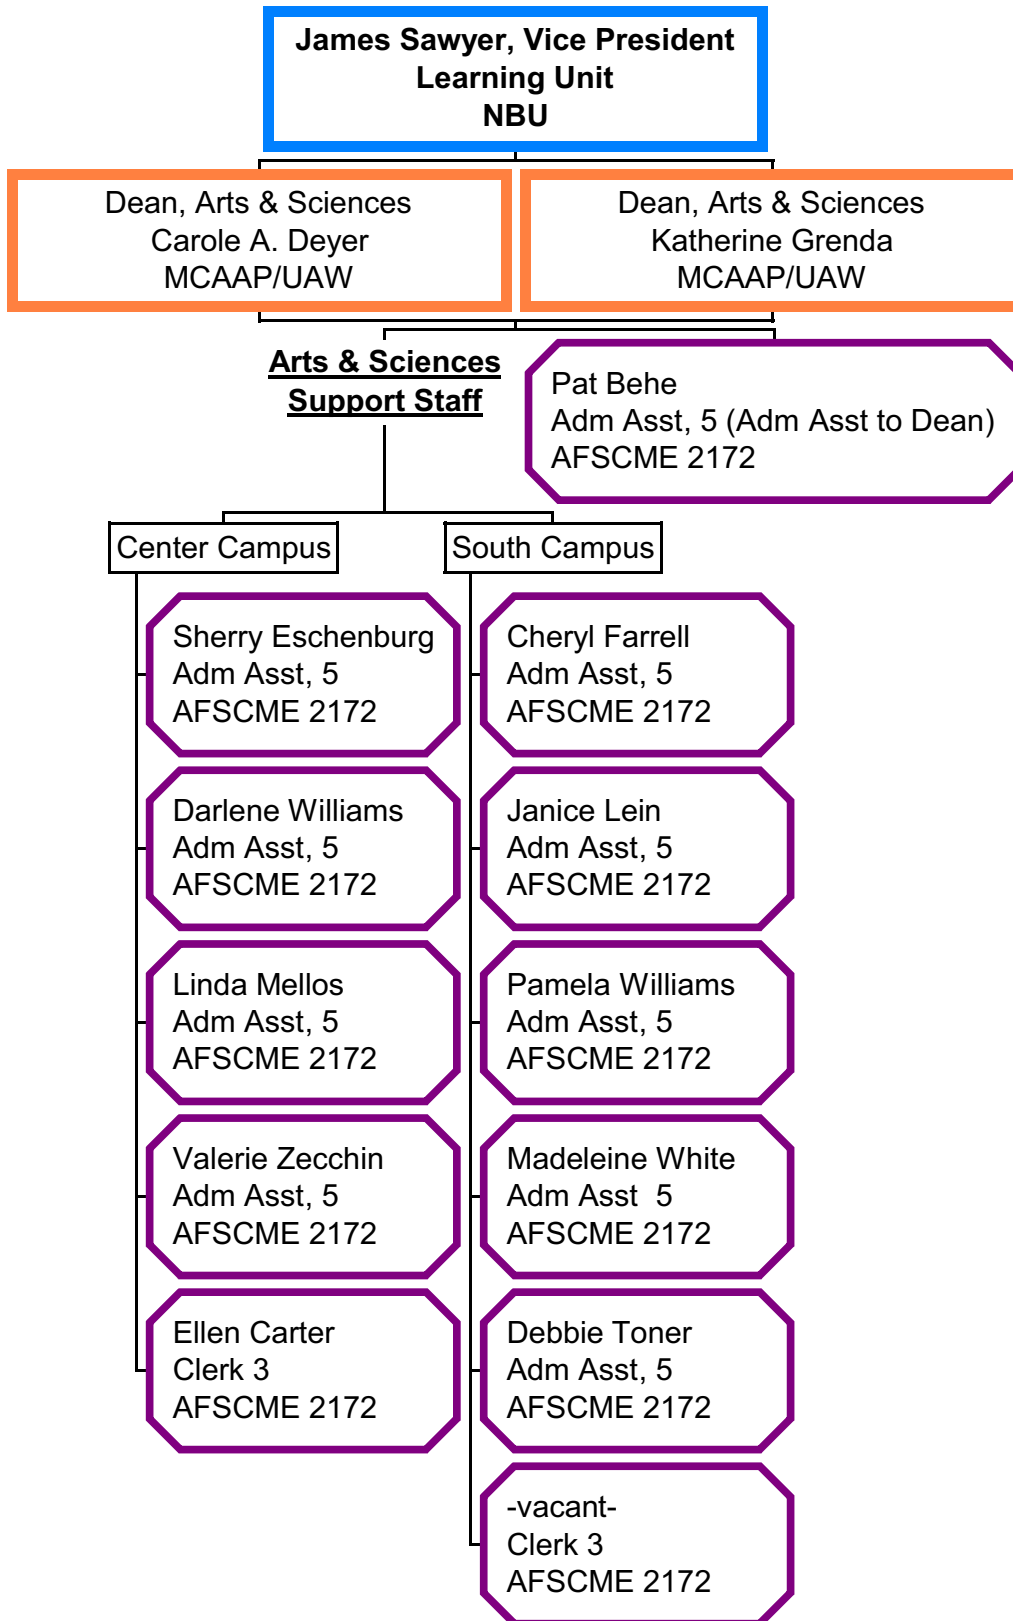 James Sawyer, Vice President
Learning Unit
NBU
Dean, Arts & Sciences
Carole A. Deyer
MCAAP/UAW
Dean, Arts & Sciences
Katherine Grenda
MCAAP/UAW
Arts & Sciences
Support Staff
Pat Behe
Adm Asst, 5 (Adm Asst to Dean)
AFSCME 2172
Center Campus
Sherry Eschenburg
Adm Asst, 5
AFSCME 2172
Darlene Williams
Adm Asst, 5
AFSCME 2172
Linda Mellos
Adm Asst, 5
AFSCME 2172
Valerie Zecchin
Adm Asst, 5
AFSCME 2172
Ellen Carter
Clerk 3
AFSCME 2172
South Campus
Cheryl Farrell
Adm Asst, 5
AFSCME 2172
Janice Lein
Adm Asst, 5
AFSCME 2172
Pamela Williams
Adm Asst, 5
AFSCME 2172
Madeleine White
Adm Asst  5
AFSCME 2172
Debbie Toner
Adm Asst, 5
AFSCME 2172
-vacant-
Clerk 3
AFSCME 2172